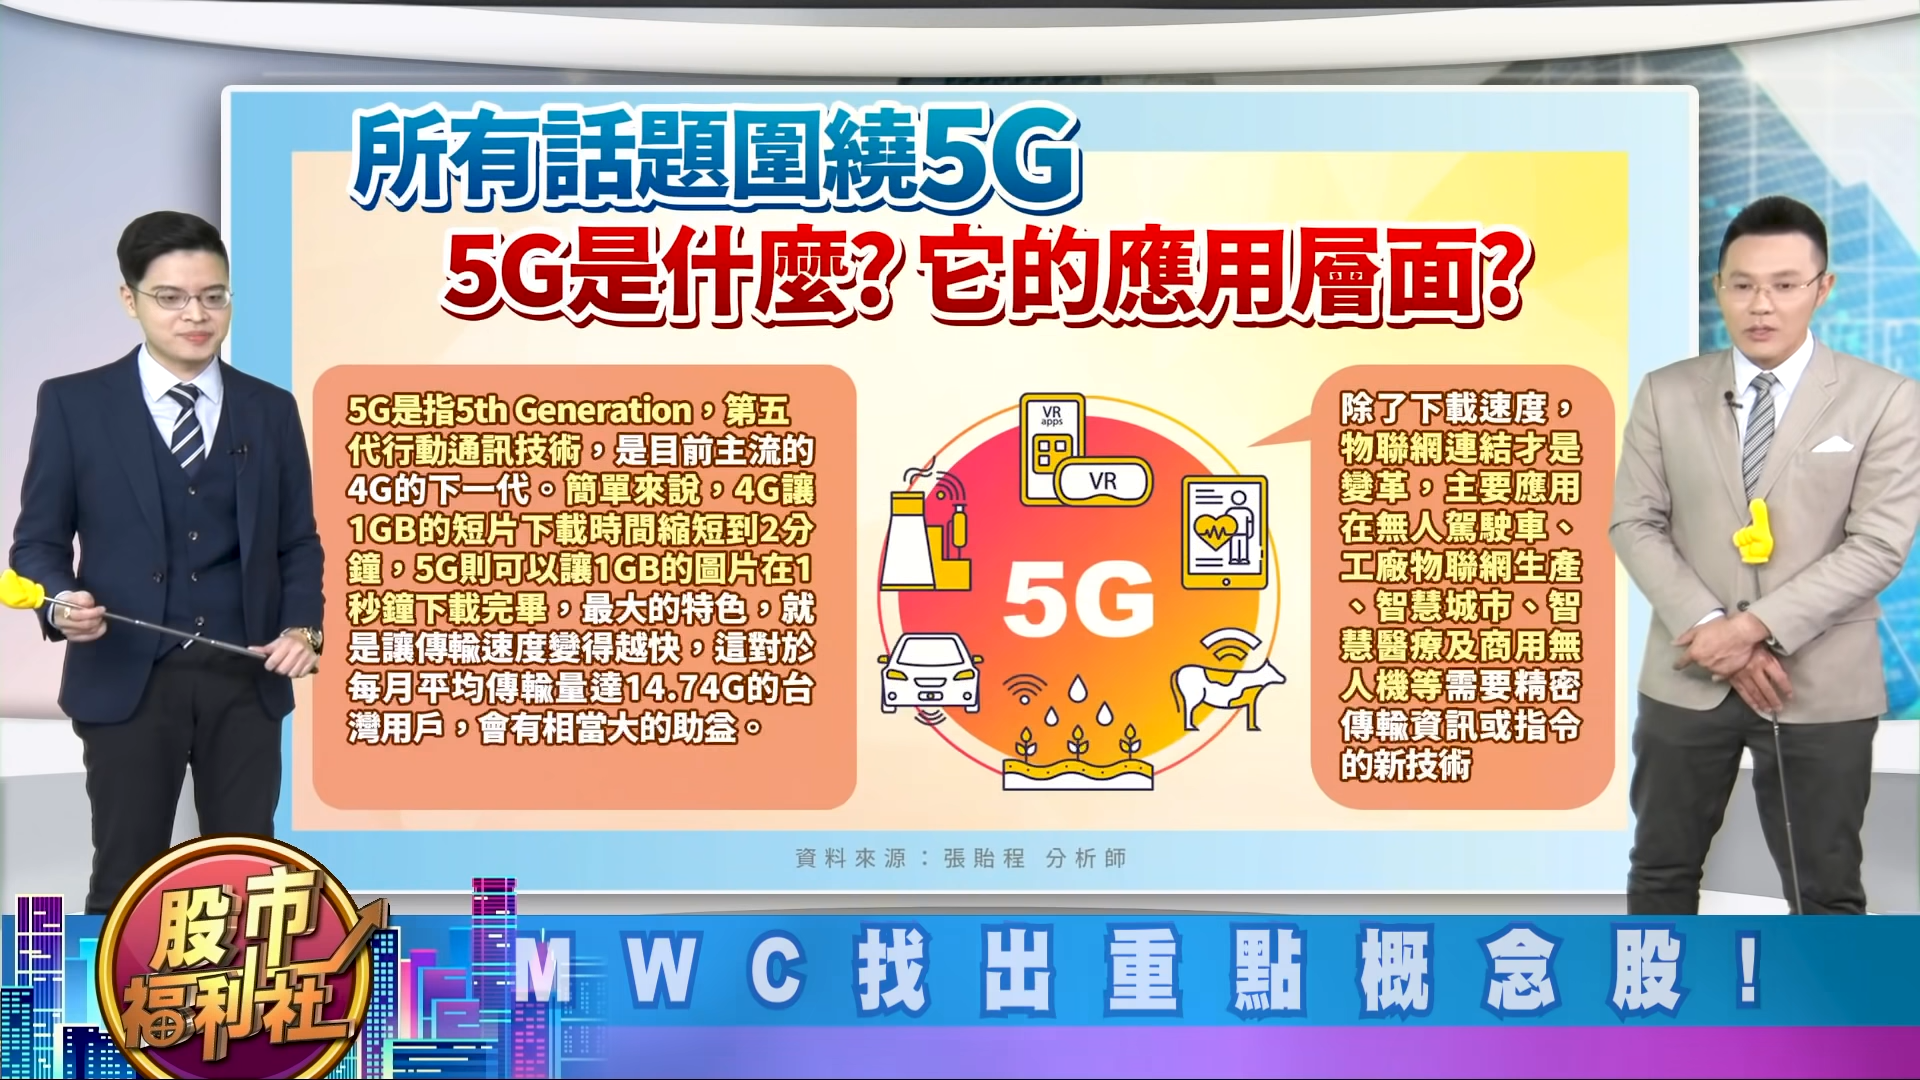 所有話題圍繞5G
5G是什麼?它的應用層面?
5G是指5th Generation，第五
代行動通訊技術，是目前主流的
4G的下一代。簡單來說，4G讓
1GB的短片下載時間縮短到2分
鐘，5G則可以讓1GB的圖片在1
秒鐘下載完畢，最大的特色，就
是讓傳輸速度變得越快，這對於
每月平均傳輸量達14.74G的台
灣用戶，會有相當大的助益。
VR
apps
VR
5G
除了下載速度，
物聯網連結才是
變革，主要應用
在無人駕駛車、
工廠物聯網生產
、智慧城市、智
慧醫療及商用無
人機等需要精密
傳輸資訊或指令
的新技術
資料來源：張貽程 分析師
股市
福利社
MWC找出重點概念股！